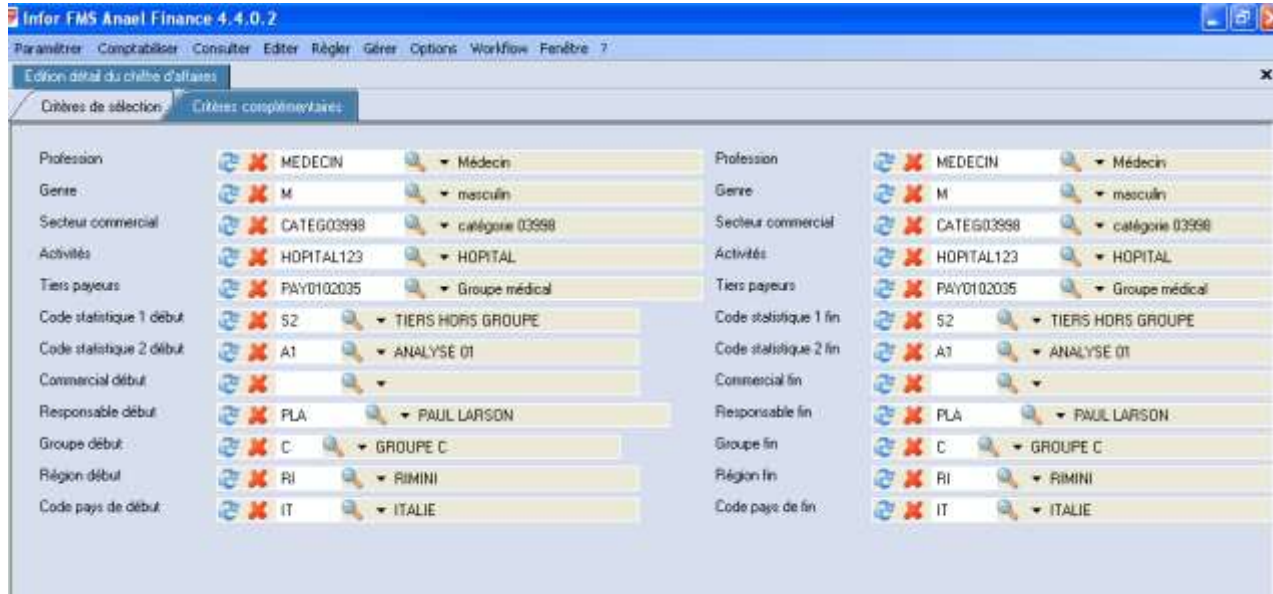 Infor FMS Anael Finance 4.4.0.2
Paramétrer Comptabiliser Consulter Editer Règler Gérer Options Workflow Fenêtre ?
Edition détail du chiffre d'affaires
Critères de sélection Critères complémentaires
Profession MEDECIN Médecin Profession MEDECIN Médecin
Genre M masculin Genre M masculin
Secteur commercial CATEG03998 catégorie 03998 Secteur commercial CATEG03998 catégorie 03998
Activités HOPITAL123 HOPITAL Activités HOPITAL123 HOPITAL
Tiers payeurs PAY0102035 Groupe médical Tiers payeurs PAY0102035 Groupe médical
Code statistique 1 début S2 TIERS HORS GROUPE Code statistique 1 fin S2 TIERS HORS GROUPE
Code statistique 2 début A1 ANALYSE 01 Code statistique 2 fin A1 ANALYSE 01
Commercial début Commercial fin
Responsable début PLA PAUL LARSON Responsable fin PLA PAUL LARSON
Groupe début C GROUPE C Groupe fin C GROUPE C
Région début RI RIMINI Région fin RI RIMINI
Code pays de début IT ITALIE Code pays de fin IT ITALIE